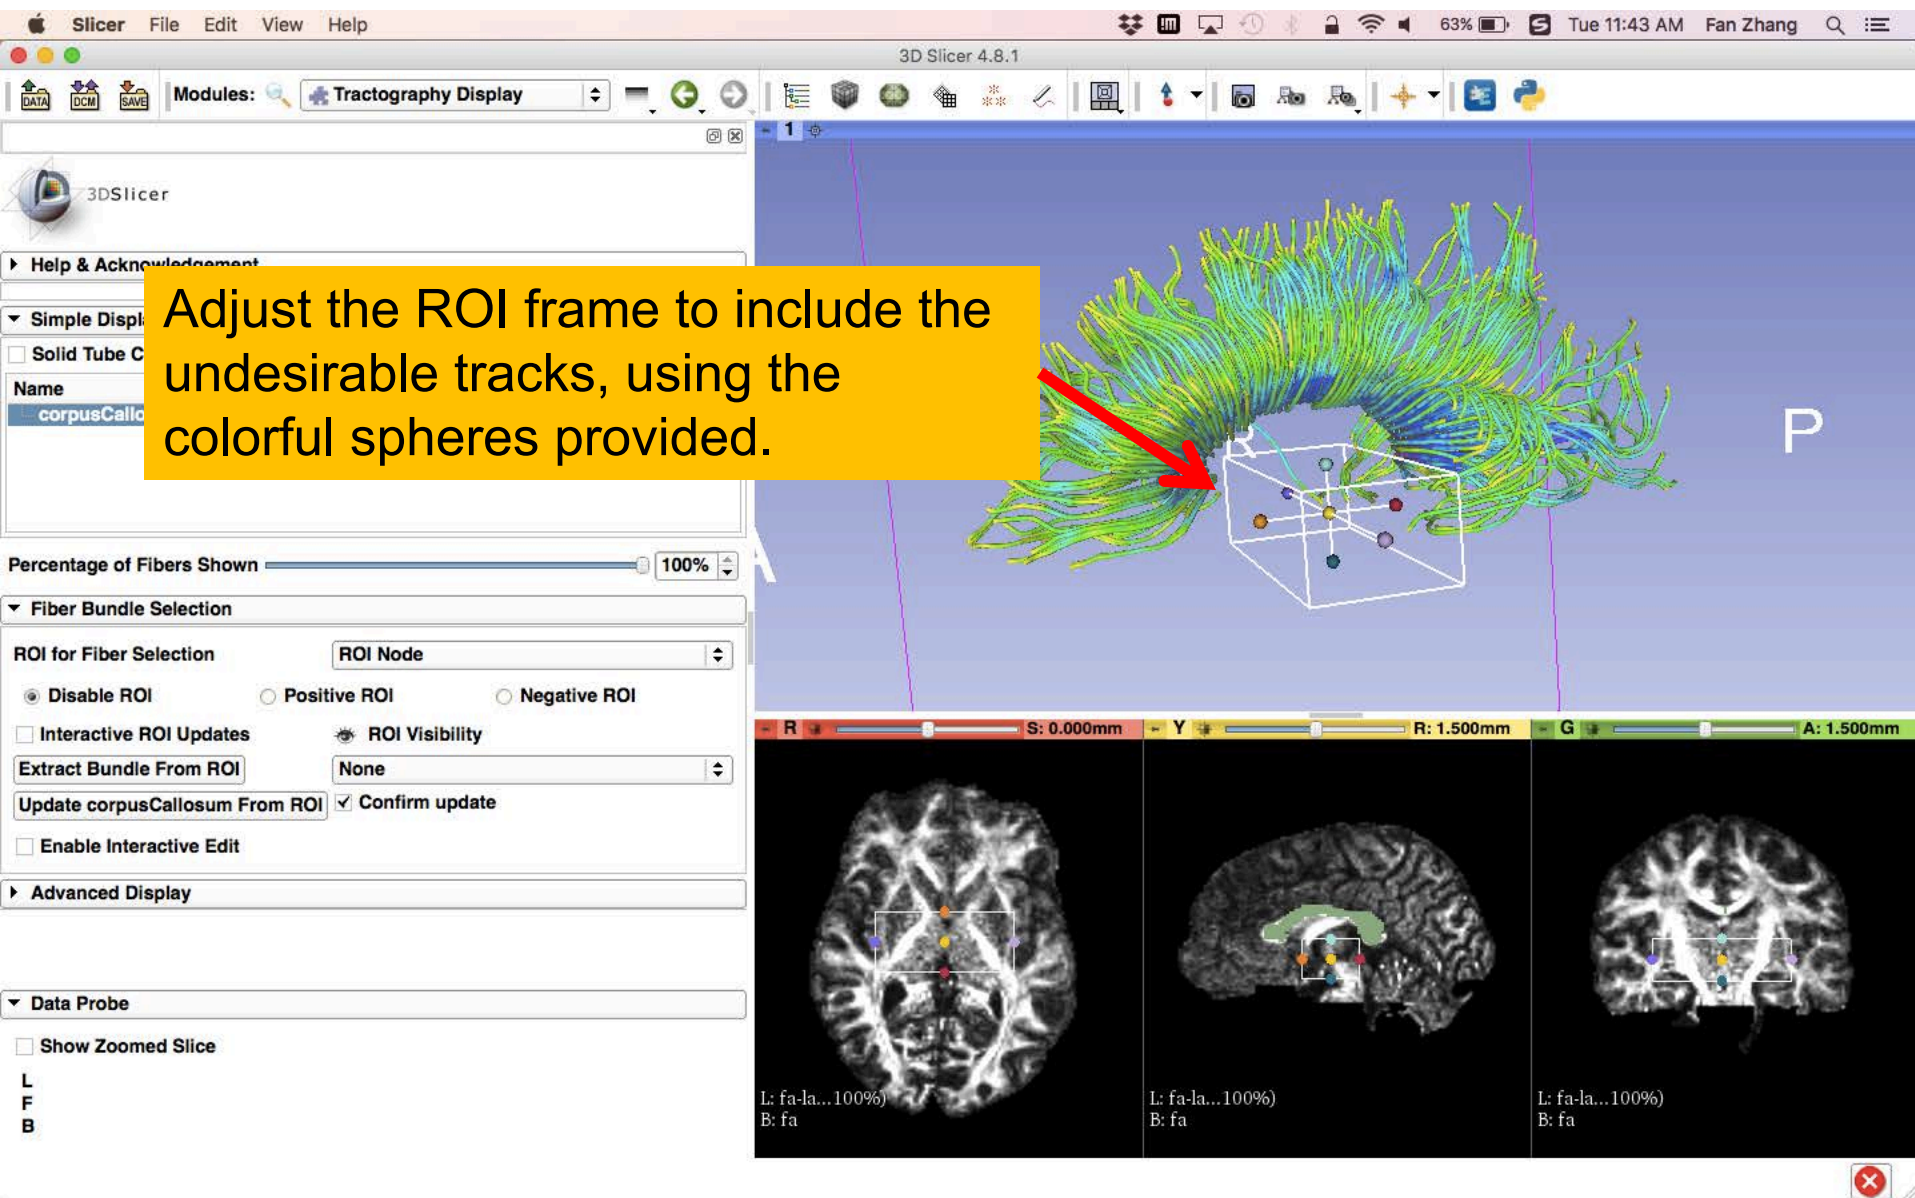 Slicer File Edit View Help 63% Tue 11:43 AM Fan Zhang
3D Slicer 4.8.1
DATA DCM SAVE Modules: Tractography Display
1
3DSlicer
Help & Acknowledgement
Adjust the ROI frame to include the
undesirable tracks, using the
colorful spheres provided.
Simple Displ
Solid Tube C
Name
corpusCallo
R
P
A
Percentage of Fibers Shown 100%
Fiber Bundle Selection
ROI for Fiber Selection ROI Node
Disable ROI Positive ROI Negative ROI
Interactive ROI Updates ROI Visibility
Extract Bundle From ROI None
Update corpusCallosum From ROI Confirm update
Enable Interactive Edit
Advanced Display
Data Probe
Show Zoomed Slice
L
F
B
R S: 0.000mm
Y R: 1.500mm
G A: 1.500mm
L: fa-la...100%)
B: fa
L: fa-la...100%)
B: fa
L: fa-la...100%)
B: fa